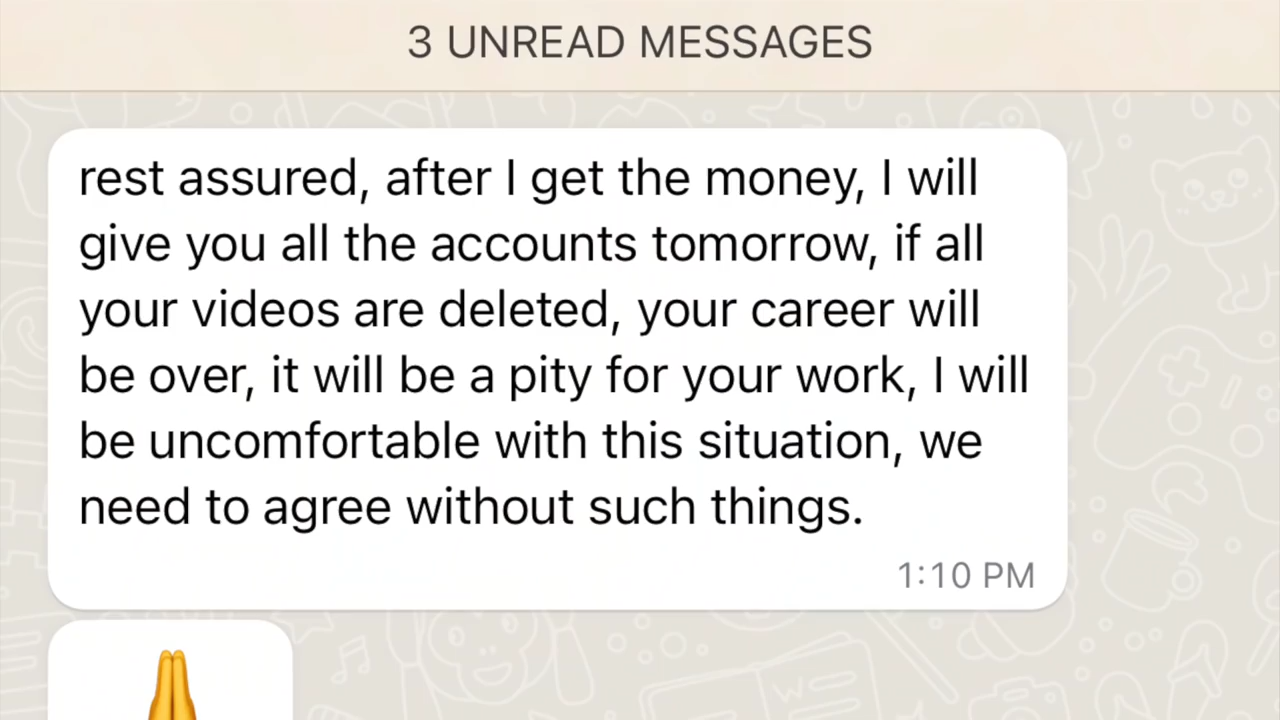 3 UNREAD MESSAGES
rest assured, after I get the money, I will
give you all the accounts tomorrow, if all
your videos are deleted, your career will
be over, it will be a pity for your work, I will
be uncomfortable with this situation, we
need to agree without such things.
1:10 PM